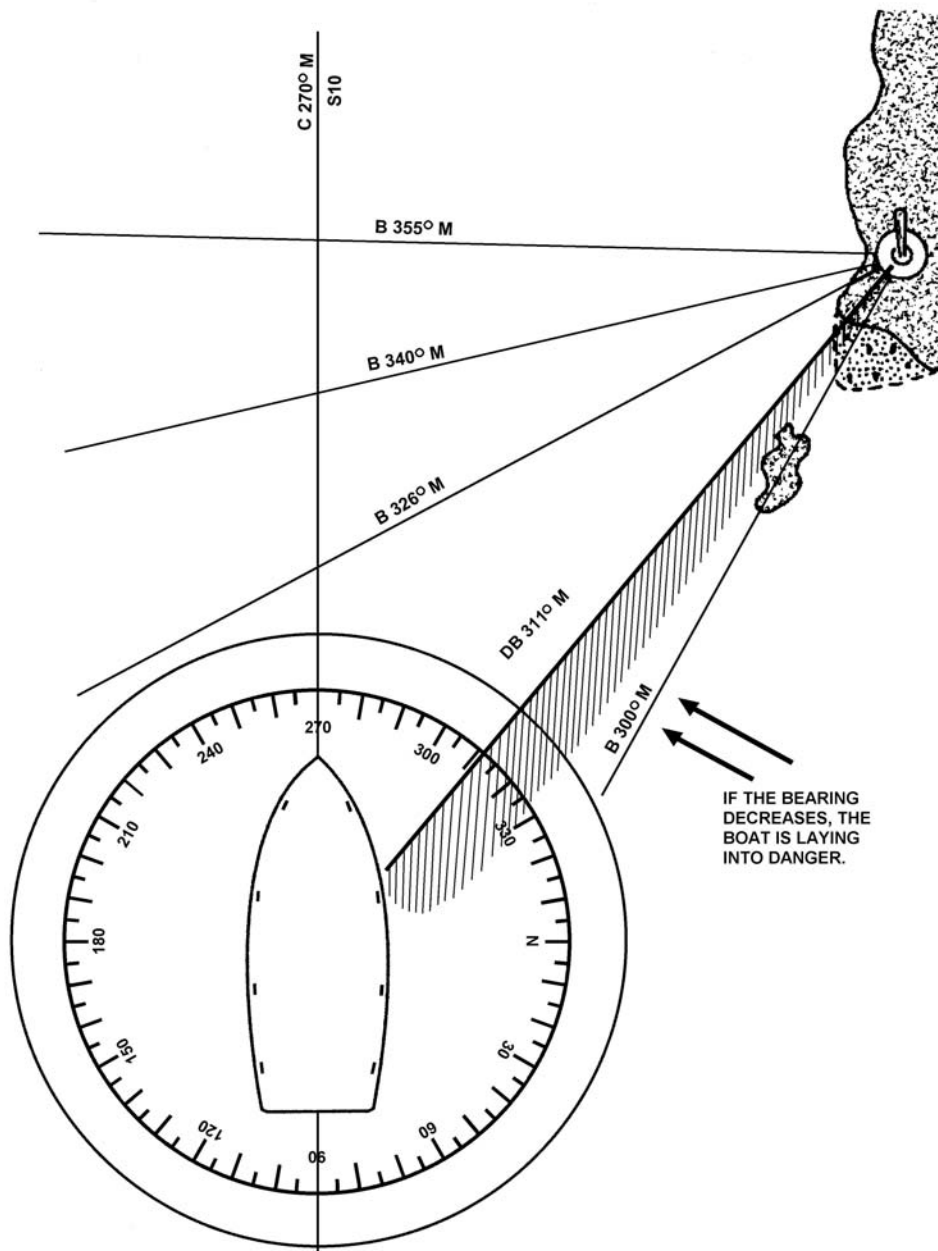 C 270° M
S10
B 355° M
B 340° M
B 326° M
DB 311° M
B 300° M
IF THE BEARING
DECREASES, THE
BOAT IS LAYING
INTO DANGER.
270
300
330
N
30
60
90
120
150
180
210
240